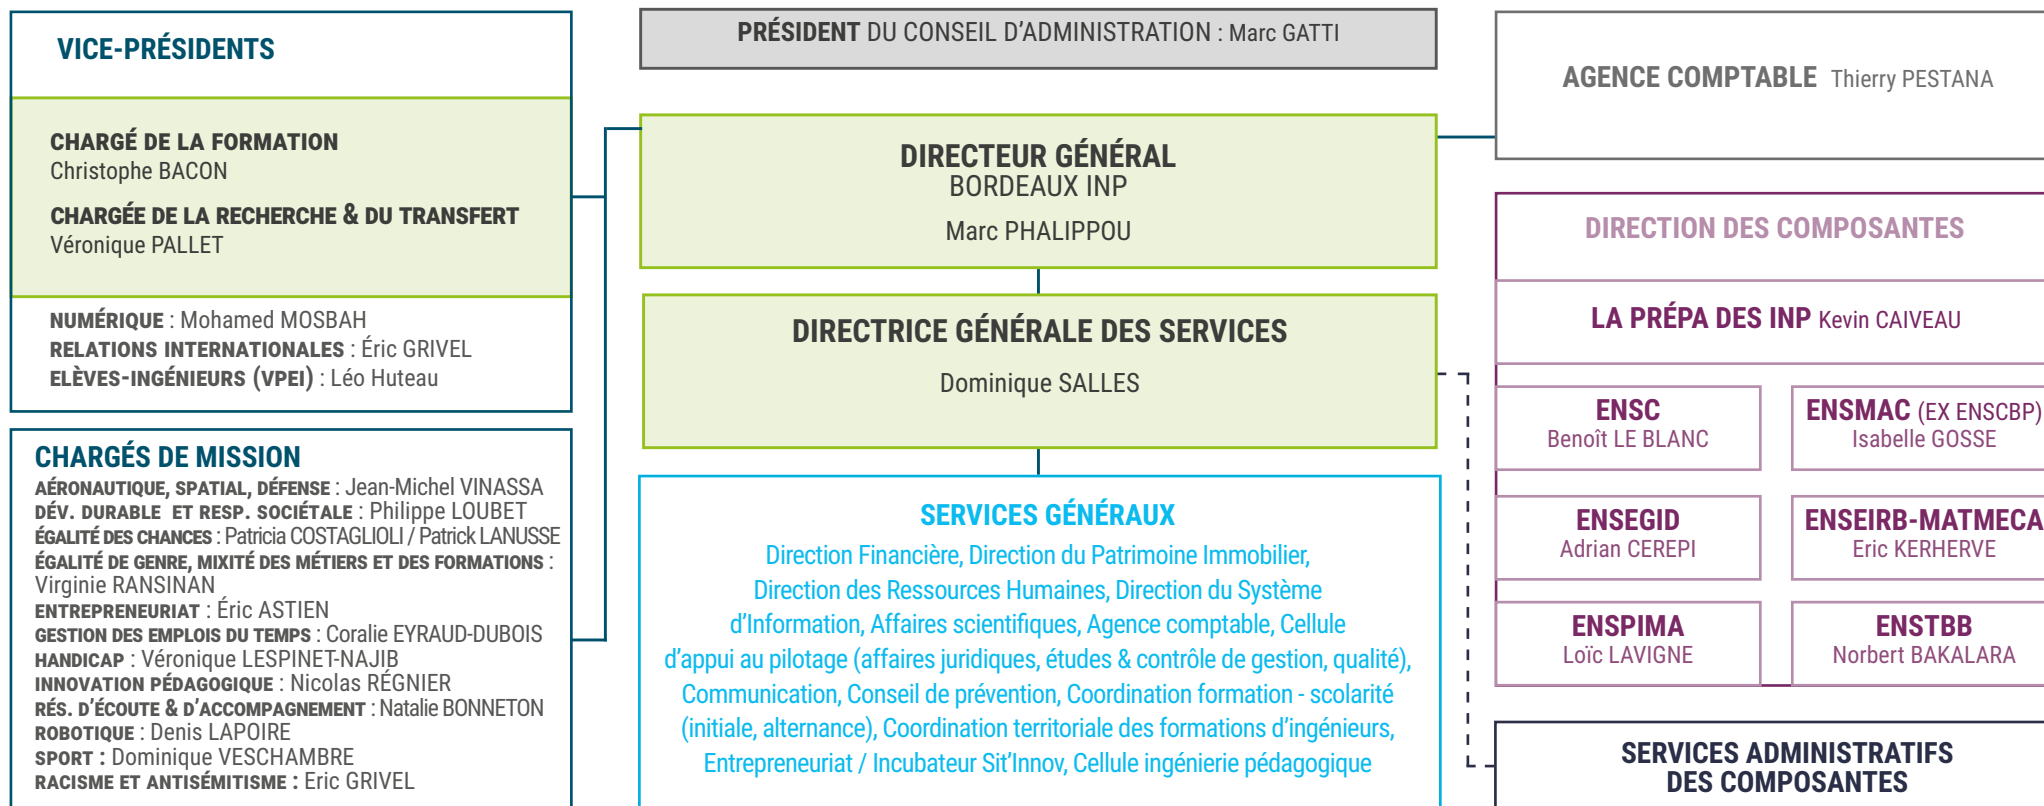 VICE-PRÉSIDENTS
CHARGÉ DE LA FORMATION
Christophe BACON
CHARGÉE DE LA RECHERCHE & DU TRANSFERT
Véronique PALLET
NUMÉRIQUE : Mohamed MOSBAH
RELATIONS INTERNATIONALES : Éric GRIVEL
ELÈVES-INGÉNIEURS (VPEI) : Léo Huteau
CHARGÉS DE MISSION
AÉRONAUTIQUE, SPATIAL, DÉFENSE : Jean-Michel VINASSA
DÉV. DURABLE ET RESP. SOCIÉTALE : Philippe LOUBET
ÉGALITÉ DES CHANCES : Patricia COSTAGLIOLI / Patrick LANUSSE
ÉGALITÉ DE GENRE, MIXITÉ DES MÉTIERS ET DES FORMATIONS :
Virginie RANSINAN
ENTREPRENEURIAT : Éric ASTIEN
GESTION DES EMPLOIS DU TEMPS : Coralie EYRAUD-DUBOIS
HANDICAP : Véronique LESPINET-NAJIB
INNOVATION PÉDAGOGIQUE : Nicolas RÉGNIER
RÉS. D'ÉCOUTE & D'ACCOMPAGNEMENT : Natalie BONNETON
ROBOTIQUE : Denis LAPOIRE
SPORT : Dominique VESCHAMBRE
RACISME ET ANTISÉMITISME : Eric GRIVEL
PRÉSIDENT DU CONSEIL D'ADMINISTRATION : Marc GATTI
DIRECTEUR GÉNÉRAL
BORDEAUX INP
Marc PHALIPPOU
DIRECTRICE GÉNÉRALE DES SERVICES
Dominique SALLES
SERVICES GÉNÉRAUX
Direction Financière, Direction du Patrimoine Immobilier,
Direction des Ressources Humaines, Direction du Système
d'Information, Affaires scientifiques, Agence comptable, Cellule
d'appui au pilotage (affaires juridiques, études & contrôle de gestion, qualité),
Communication, Conseil de prévention, Coordination formation - scolarité
(initiale, alternance), Coordination territoriale des formations d'ingénieurs,
Entrepreneuriat / Incubateur Sit'Innov, Cellule ingénierie pédagogique
AGENCE COMPTABLE Thierry PESTANA
DIRECTION DES COMPOSANTES
LA PRÉPA DES INP Kevin CAIVEAU
ENSC
Benoît LE BLANC
ENSMAC (EX ENSCBP)
Isabelle GOSSE
ENSEGID
Adrian CEREPI
ENSEIRB-MATMECA
Eric KERHERVE
ENSPIMA
Loïc LAVIGNE
ENSTBB
Norbert BAKALARA
SERVICES ADMINISTRATIFS
DES COMPOSANTES